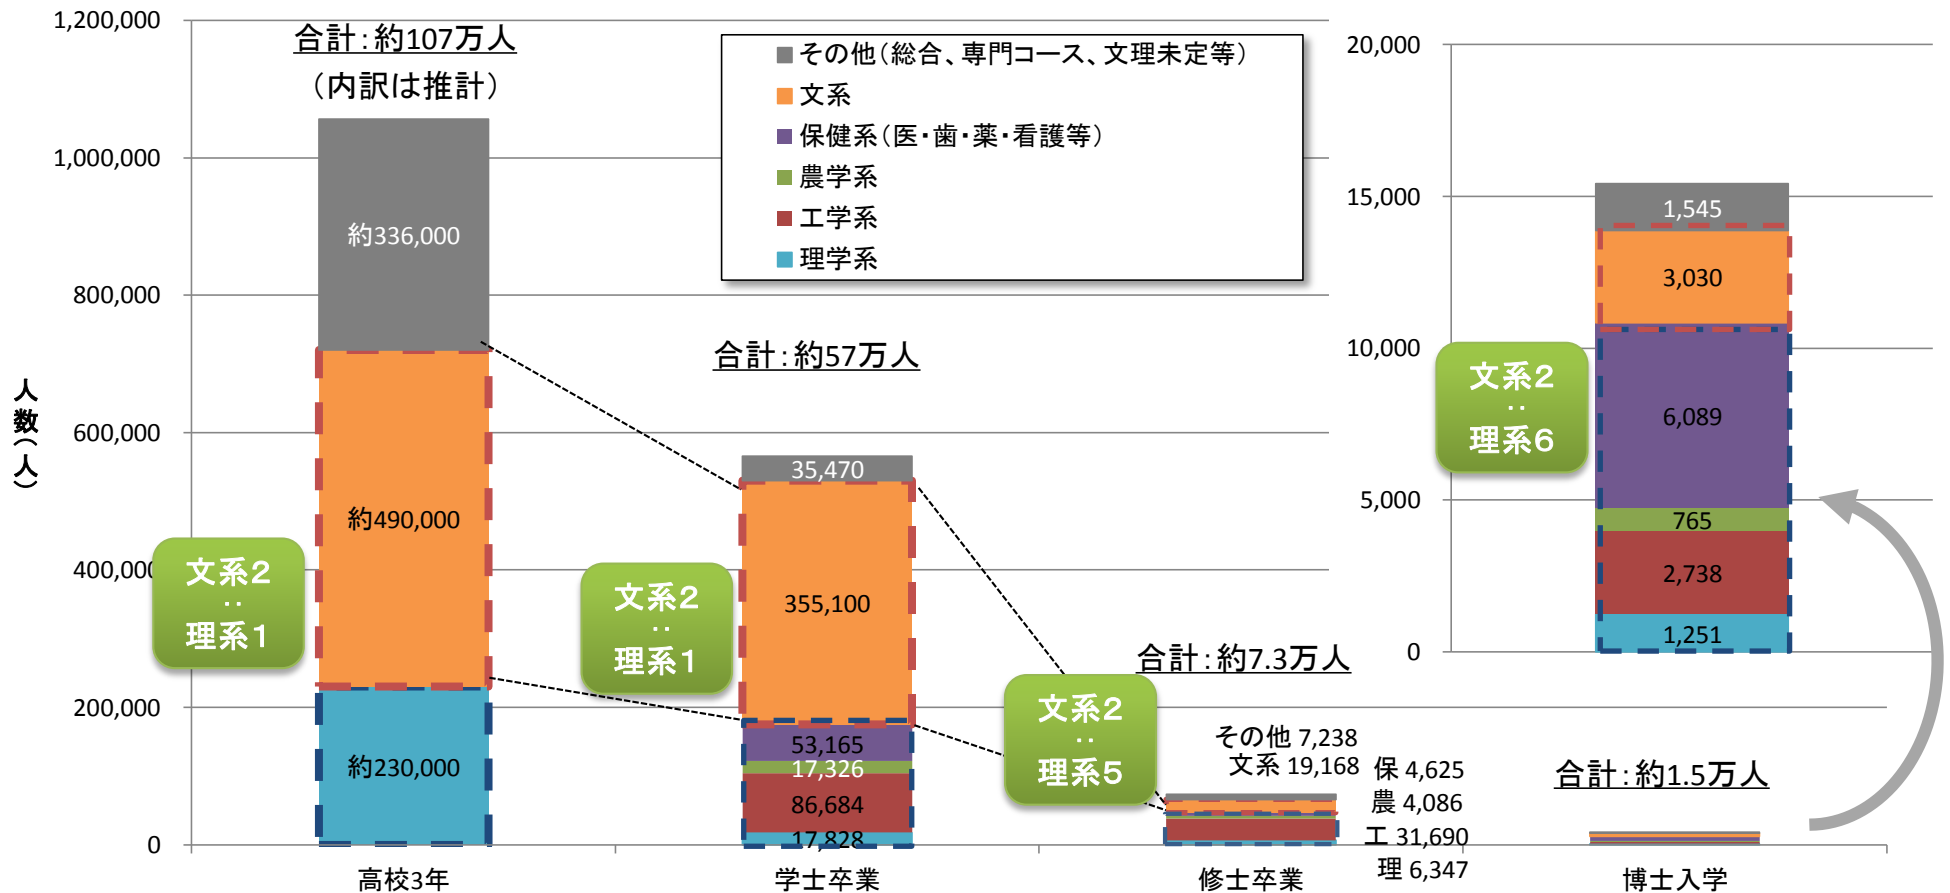 1,200,000
1,000,000
800,000
600,000
400,000
200,000
0
人数(人)
合計：約107万人
（内訳は推計）
約336,000
約490,000
約230,000
文系２
：
理系１
高校3年
その他（総合、専門コース、文理未定等）
文系
保健系（医・歯・薬・看護等）
農学系
工学系
理学系
合計：約57万人
35,470
355,100
53,165
17,326
86,684
17,828
文系２
：
理系１
学士卒業
合計：約7.3万人
文系２
：
理系５
その他 7,238
文系 19,168
保 4,625
農 4,086
工 31,690
理 6,347
修士卒業
合計：約1.5万人
博士入学
20,000
15,000
10,000
5,000
0
文系２
：
理系６
1,545
3,030
6,089
765
2,738
1,251